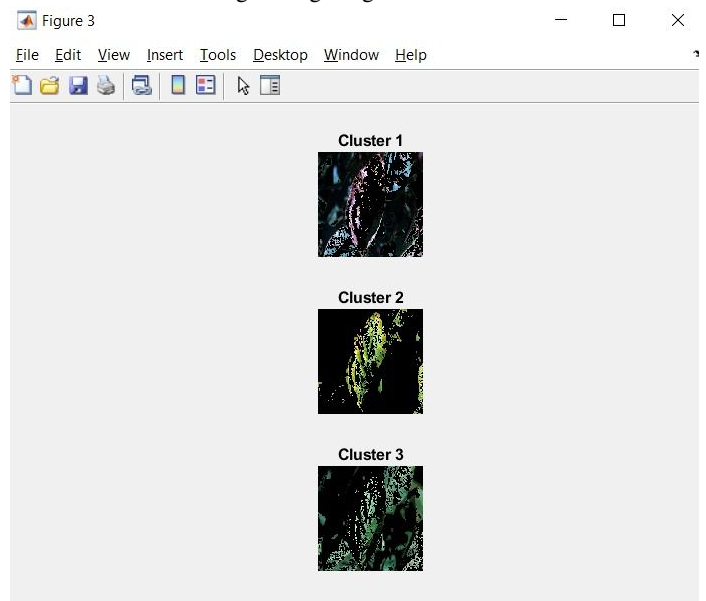 Figure 3
File Edit View Insert Tools Desktop Window Help
Cluster 1
Cluster 2
Cluster 3